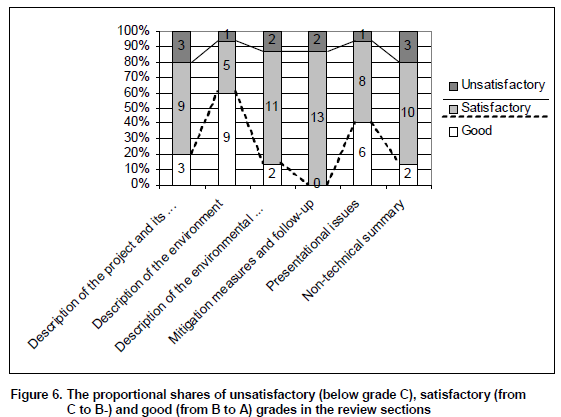 100%
90%
80%
70%
60%
50%
40%
30%
20%
10%
0%
3 1 2 2 1 3
9 5 11 13 8 10
3 9 2 0 6 2
Unsatisfactory
Satisfactory
Good
Description of the project and its ...
Description of the environment
Description of the environmental ...
Mitigation measures and follow-up
Presentational issues
Non-technical summary
Figure 6. The proportional shares of unsatisfactory (below grade C), satisfactory (from
C to B-) and good (from B to A) grades in the review sections